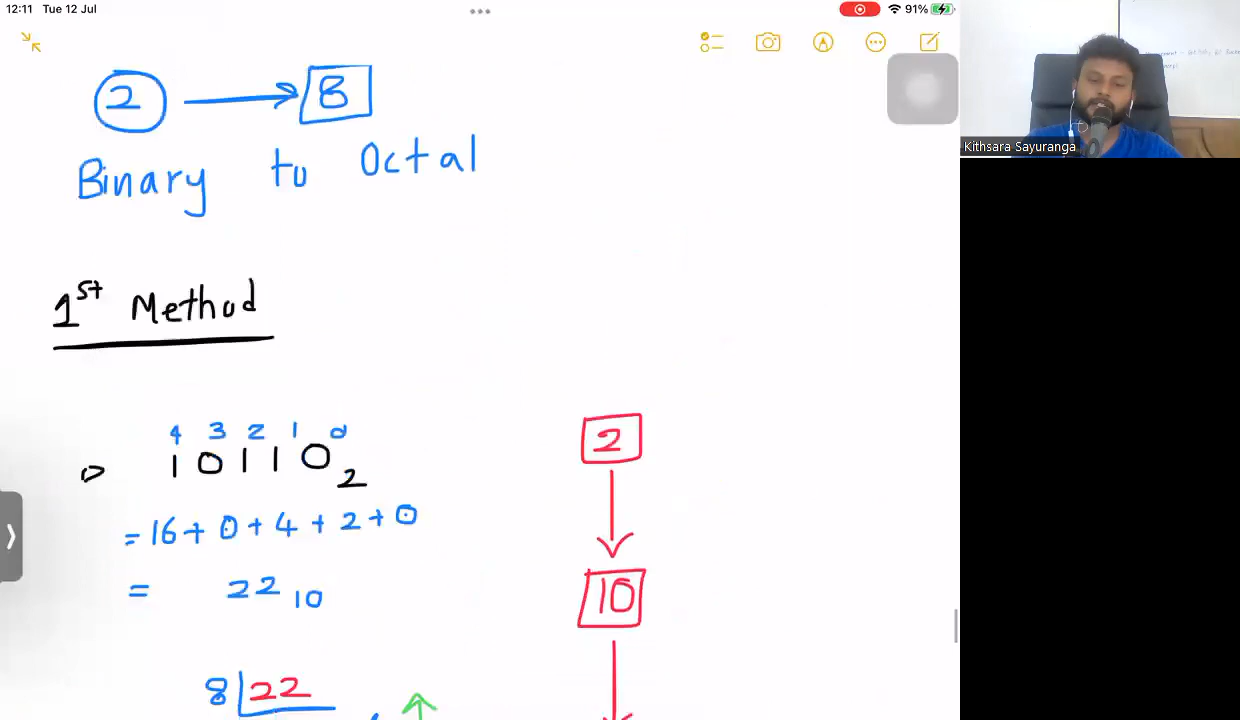 12:11 Tue 12 Jul
91%
2 → 8
Binary to Octal
Kithsara Sayuranga
1st Method
4 3 2 1 0
10110 2
= 16 + 0 + 4 + 2 + 0
= 22 10
2
10
8 22